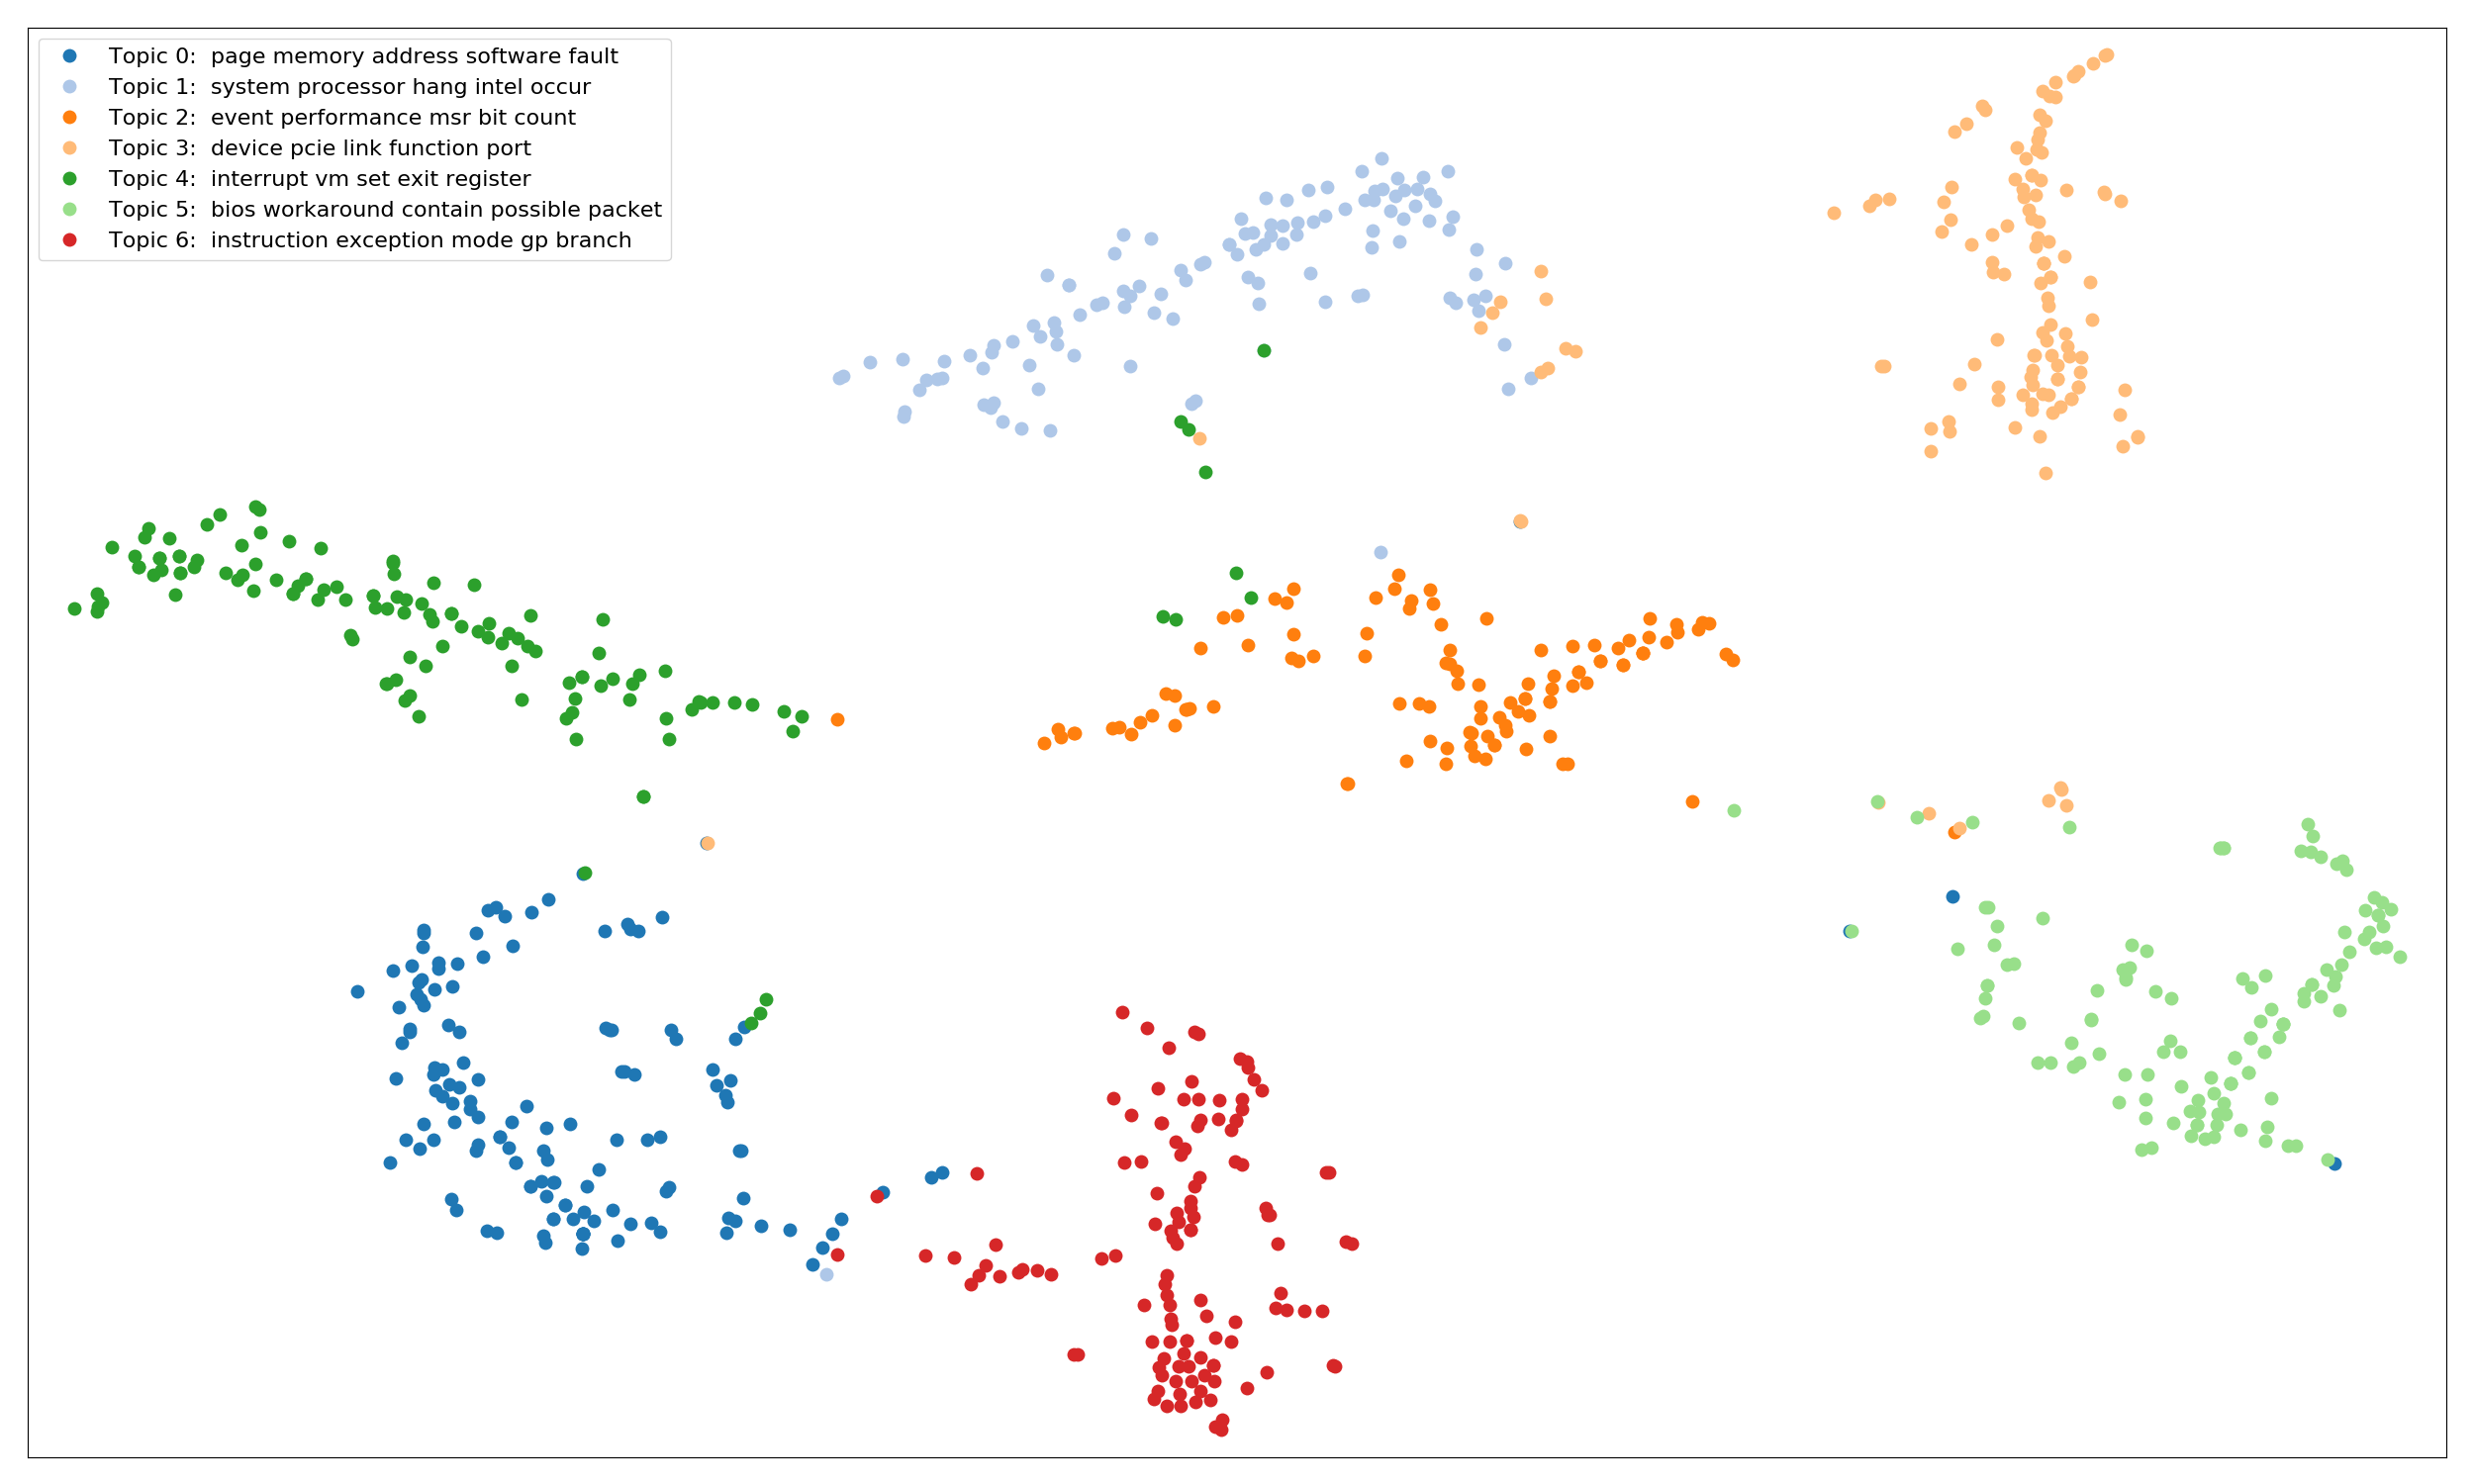 Topic 0:  page memory address software fault
Topic 1:  system processor hang intel occur
Topic 2:  event performance msr bit count
Topic 3:  device pcie link function port
Topic 4:  interrupt vm set exit register
Topic 5:  bios workaround contain possible packet
Topic 6:  instruction exception mode gp branch